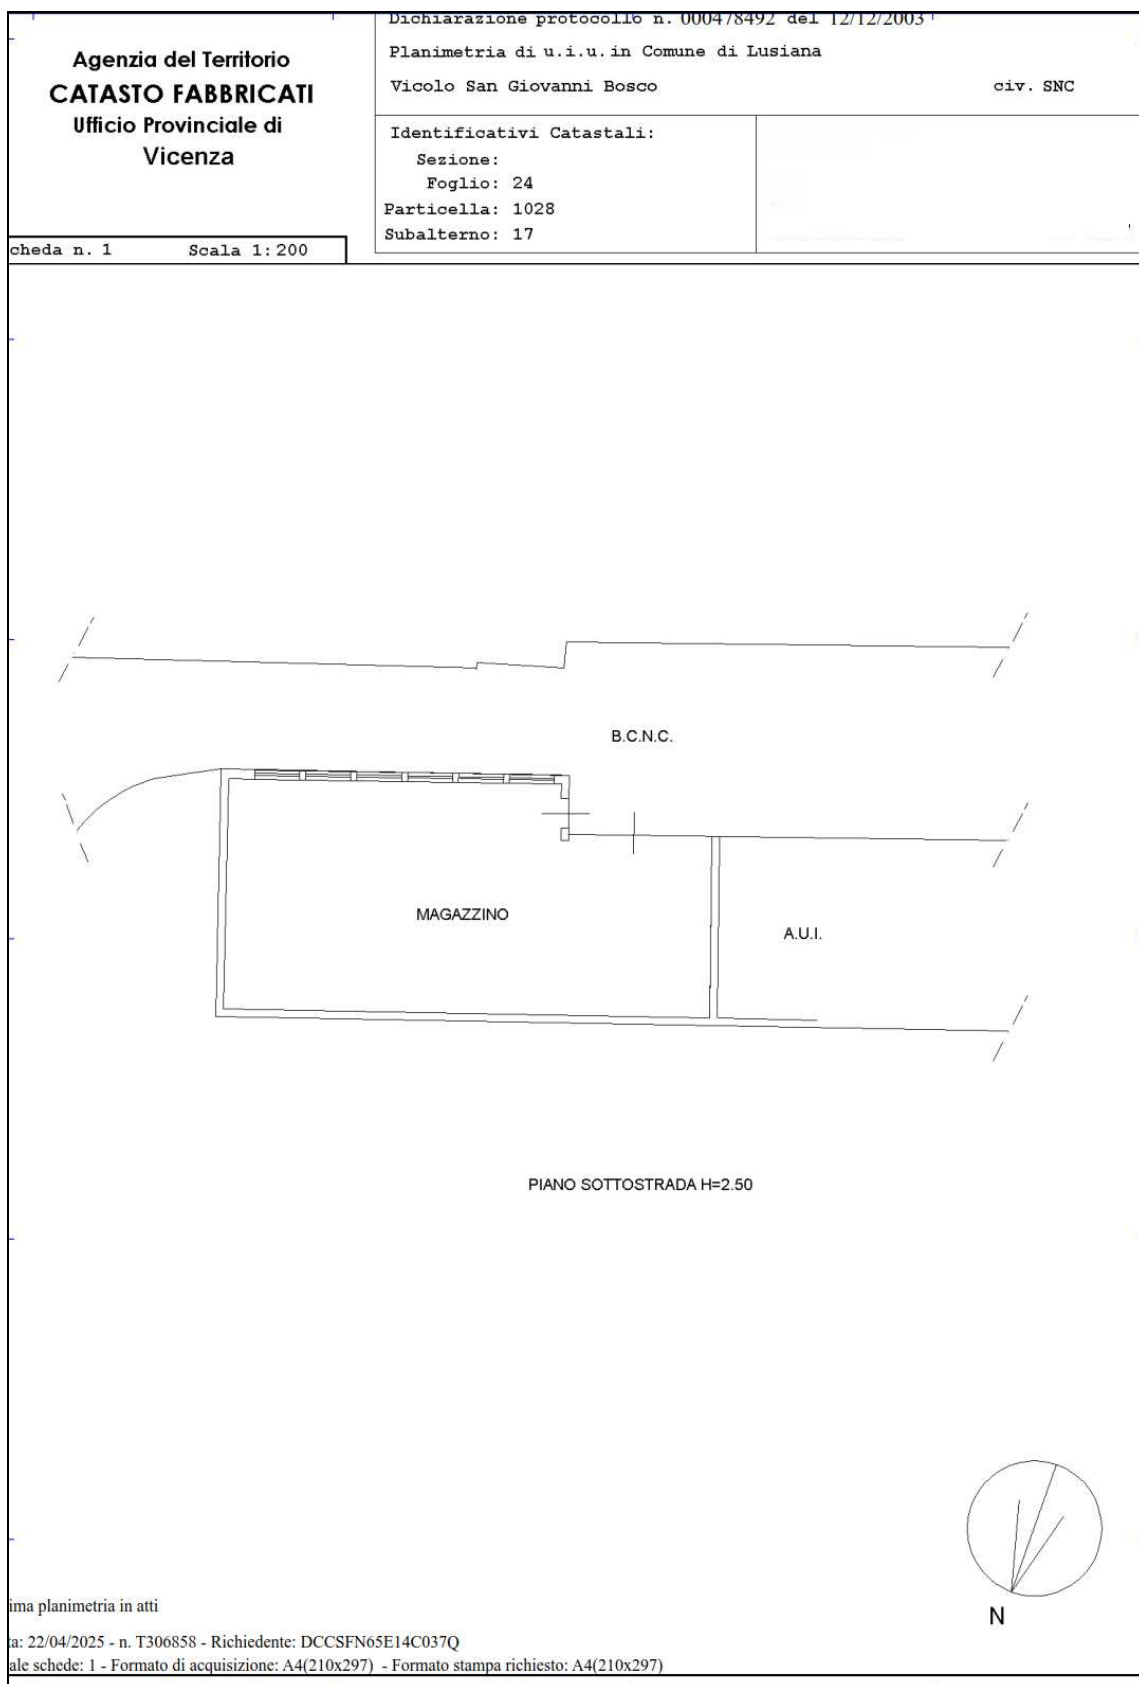 Dichiarazione protocollo n. 000478492 del 12/12/2003
Planimetria di u.i.u. in Comune di Lusiana
Vicolo San Giovanni Bosco civ. SNC
Agenzia del Territorio
CATASTO FABBRICATI
Ufficio Provinciale di
Vicenza
Identificativi Catastali:
Sezione:
Foglio: 24
Particella: 1028
Subalterno: 17
cheda n. 1 Scala 1:200
B.C.N.C.
MAGAZZINO
A.U.I.
PIANO SOTTOSTRADA H=2.50
N
ima planimetria in atti
ta: 22/04/2025 - n. T306858 - Richiedente: DCCSFN65E14C037Q
ale schede: 1 - Formato di acquisizione: A4(210x297) - Formato stampa richiesto: A4(210x297)